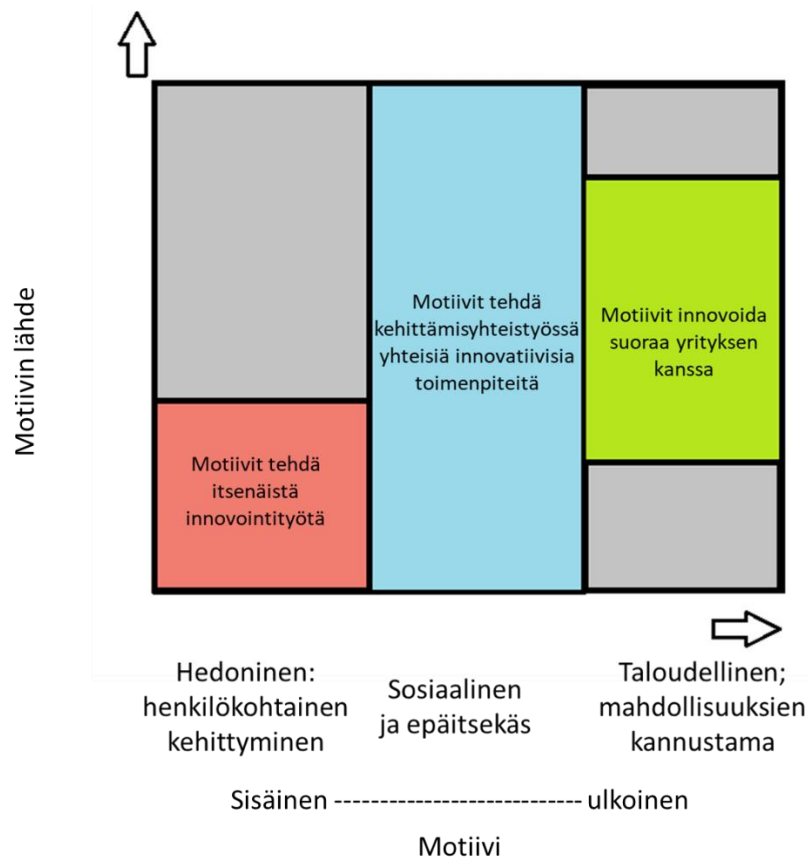 Motiivin lähde
Motiivit tehdä
kehittämisyhteistyössä
yhteisiä innovatiivisia
toimenpiteitä
Motiivit innovoida
suoraa yrityksen
kanssa
Motiivit tehdä
itsenäistä
innovointityötä
Hedoninen:
henkilökohtainen
kehittyminen
Sosiaalinen
ja epäitsekäs
Taloudellinen;
mahdollisuuksien
kannustama
Sisäinen ---------------------------- ulkoinen
Motiivi